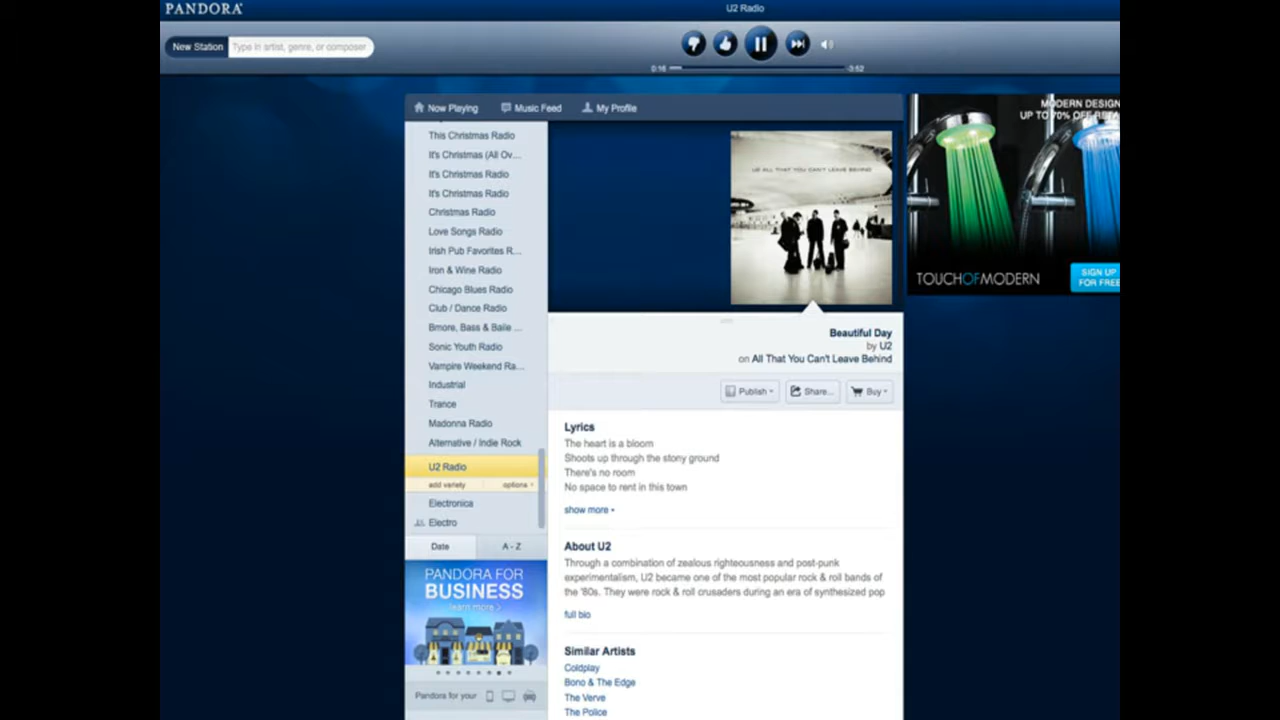 PANDORA
U2 Radio
New Station
Type in artist, genre, or composer
0:16
-3:52
Now Playing
Music Feed
My Profile
This Christmas Radio
It's Christmas (All Ov...
It's Christmas Radio
It's Christmas Radio
Christmas Radio
Love Songs Radio
Irish Pub Favorites R...
Iron & Wine Radio
Chicago Blues Radio
Club / Dance Radio
Bmore, Bass & Baile ...
Sonic Youth Radio
Vampire Weekend Ra...
Industrial
Trance
Madonna Radio
Alternative / Indie Rock
U2 Radio
add variety
options
Electronica
Electro
Date
A - Z
PANDORA FOR
BUSINESS
learn more >
Pandora for your
U2 ALL THAT YOU CAN'T LEAVE BEHIND
Beautiful Day
by U2
on All That You Can't Leave Behind
Publish
Share...
Buy
Lyrics
The heart is a bloom
Shoots up through the stony ground
There's no room
No space to rent in this town
show more
About U2
Through a combination of zealous righteousness and post-punk
experimentalism, U2 became one of the most popular rock & roll bands of
the '80s. They were rock & roll crusaders during an era of synthesized pop
full bio
Similar Artists
Coldplay
Bono & The Edge
The Verve
The Police
MODERN DESIGN
UP TO 70% OFF RETA
TOUCHOFMODERN
SIGN UP
FOR FREE